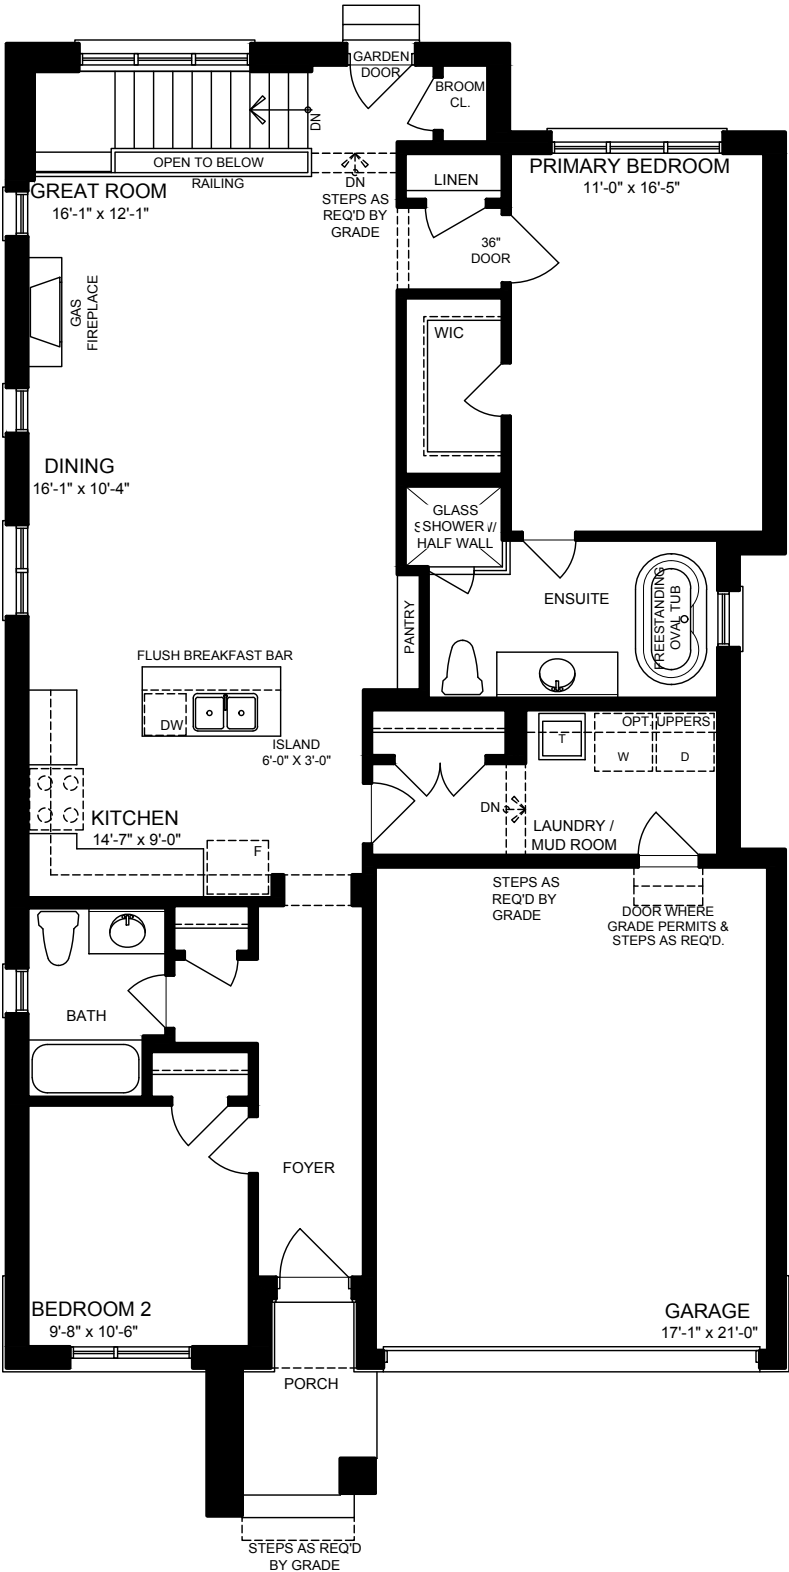 GARDEN
DOOR
BROOM
CL.
DN
OPEN TO BELOW
RAILING
GREAT ROOM
16'-1" x 12'-1"
DN
STEPS AS
REQ'D BY
GRADE
LINEN
36"
DOOR
PRIMARY BEDROOM
11'-0" x 16'-5"
GAS
FIREPLACE
WIC
DINING
16'-1" x 10'-4"
GLASS
SHOWER W/
HALF WALL
PANTRY
ENSUITE
FREESTANDING
OVAL TUB
FLUSH BREAKFAST BAR
DW
ISLAND
6'-0" X 3'-0"
OPT. UPPERS
T
W
D
KITCHEN
14'-7" x 9'-0"
F
DN
LAUNDRY /
MUD ROOM
STEPS AS
REQ'D BY
GRADE
DOOR WHERE
GRADE PERMITS &
STEPS AS REQ'D.
BATH
FOYER
BEDROOM 2
9'-8" x 10'-6"
GARAGE
17'-1" x 21'-0"
PORCH
STEPS AS REQ'D
BY GRADE